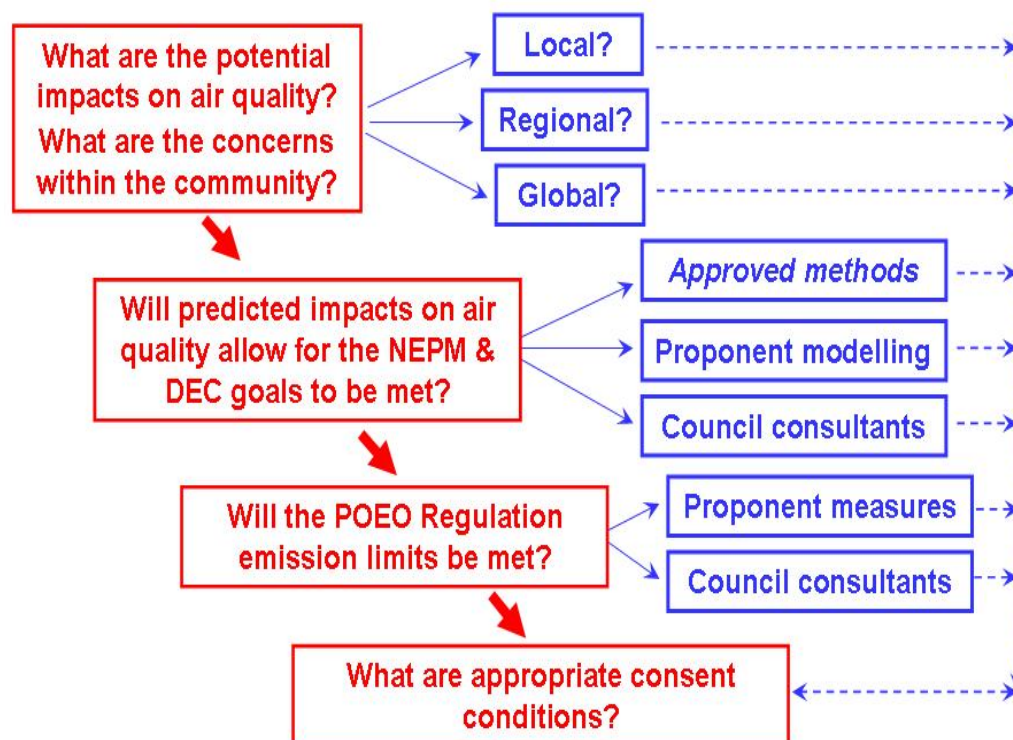 What are the potential
impacts on air quality?
What are the concerns
within the community?
Local?
Regional?
Global?
Will predicted impacts on air
quality allow for the NEPM &
DEC goals to be met?
Approved methods
Proponent modelling
Council consultants
Will the POEO Regulation
emission limits be met?
Proponent measures
Council consultants
What are appropriate consent
conditions?